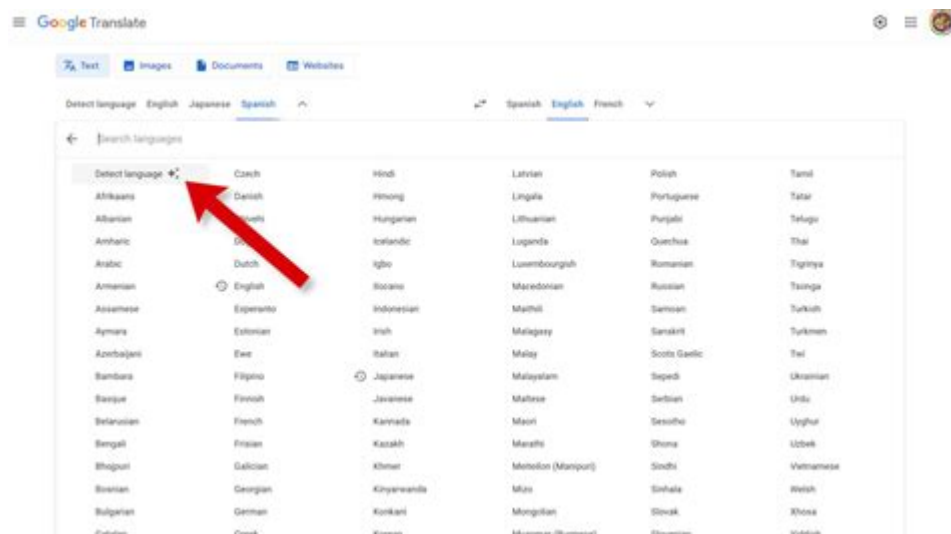 Google Translate
Text Images Documents Websites
Detect language English Japanese Spanish Spanish English French
Search languages
Detect language Czech Hindi Latvian Polish Tamil
Afrikaans Danish Hmong Lingala Portuguese Tatar
Albanian Hungarian Lithuanian Punjabi Telugu
Amharic Icelandic Luganda Quechua Thai
Arabic Dutch Igbo Luxembourgish Romanian Tigrinya
Armenian English Ilocano Macedonian Russian Tsonga
Assamese Esperanto Indonesian Maithili Samoan Turkish
Aymara Estonian Irish Malagasy Sanskrit Turkmen
Azerbaijani Ewe Italian Malay Scots Gaelic Twi
Bambara Filipino Japanese Malayalam Sepedi Ukrainian
Basque Finnish Javanese Maltese Serbian Urdu
Belarusian French Kannada Maori Sesotho Uyghur
Bengali Frisian Kazakh Marathi Shona Uzbek
Bhojpuri Galician Khmer Meiteilon (Manipuri) Sindhi Vietnamese
Bosnian Georgian Kinyarwanda Mizo Sinhala Welsh
Bulgarian German Konkani Mongolian Slovak Xhosa